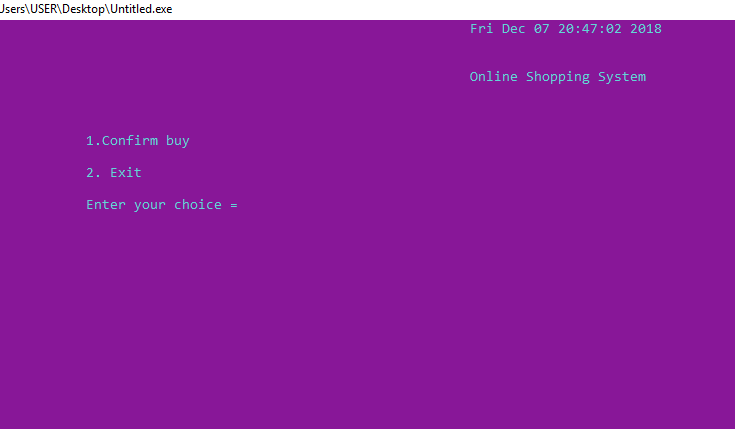 Users\USER\Desktop\Untitled.exe
Fri Dec 07 20:47:02 2018
Online Shopping System
1.Confirm buy
2. Exit
Enter your choice =